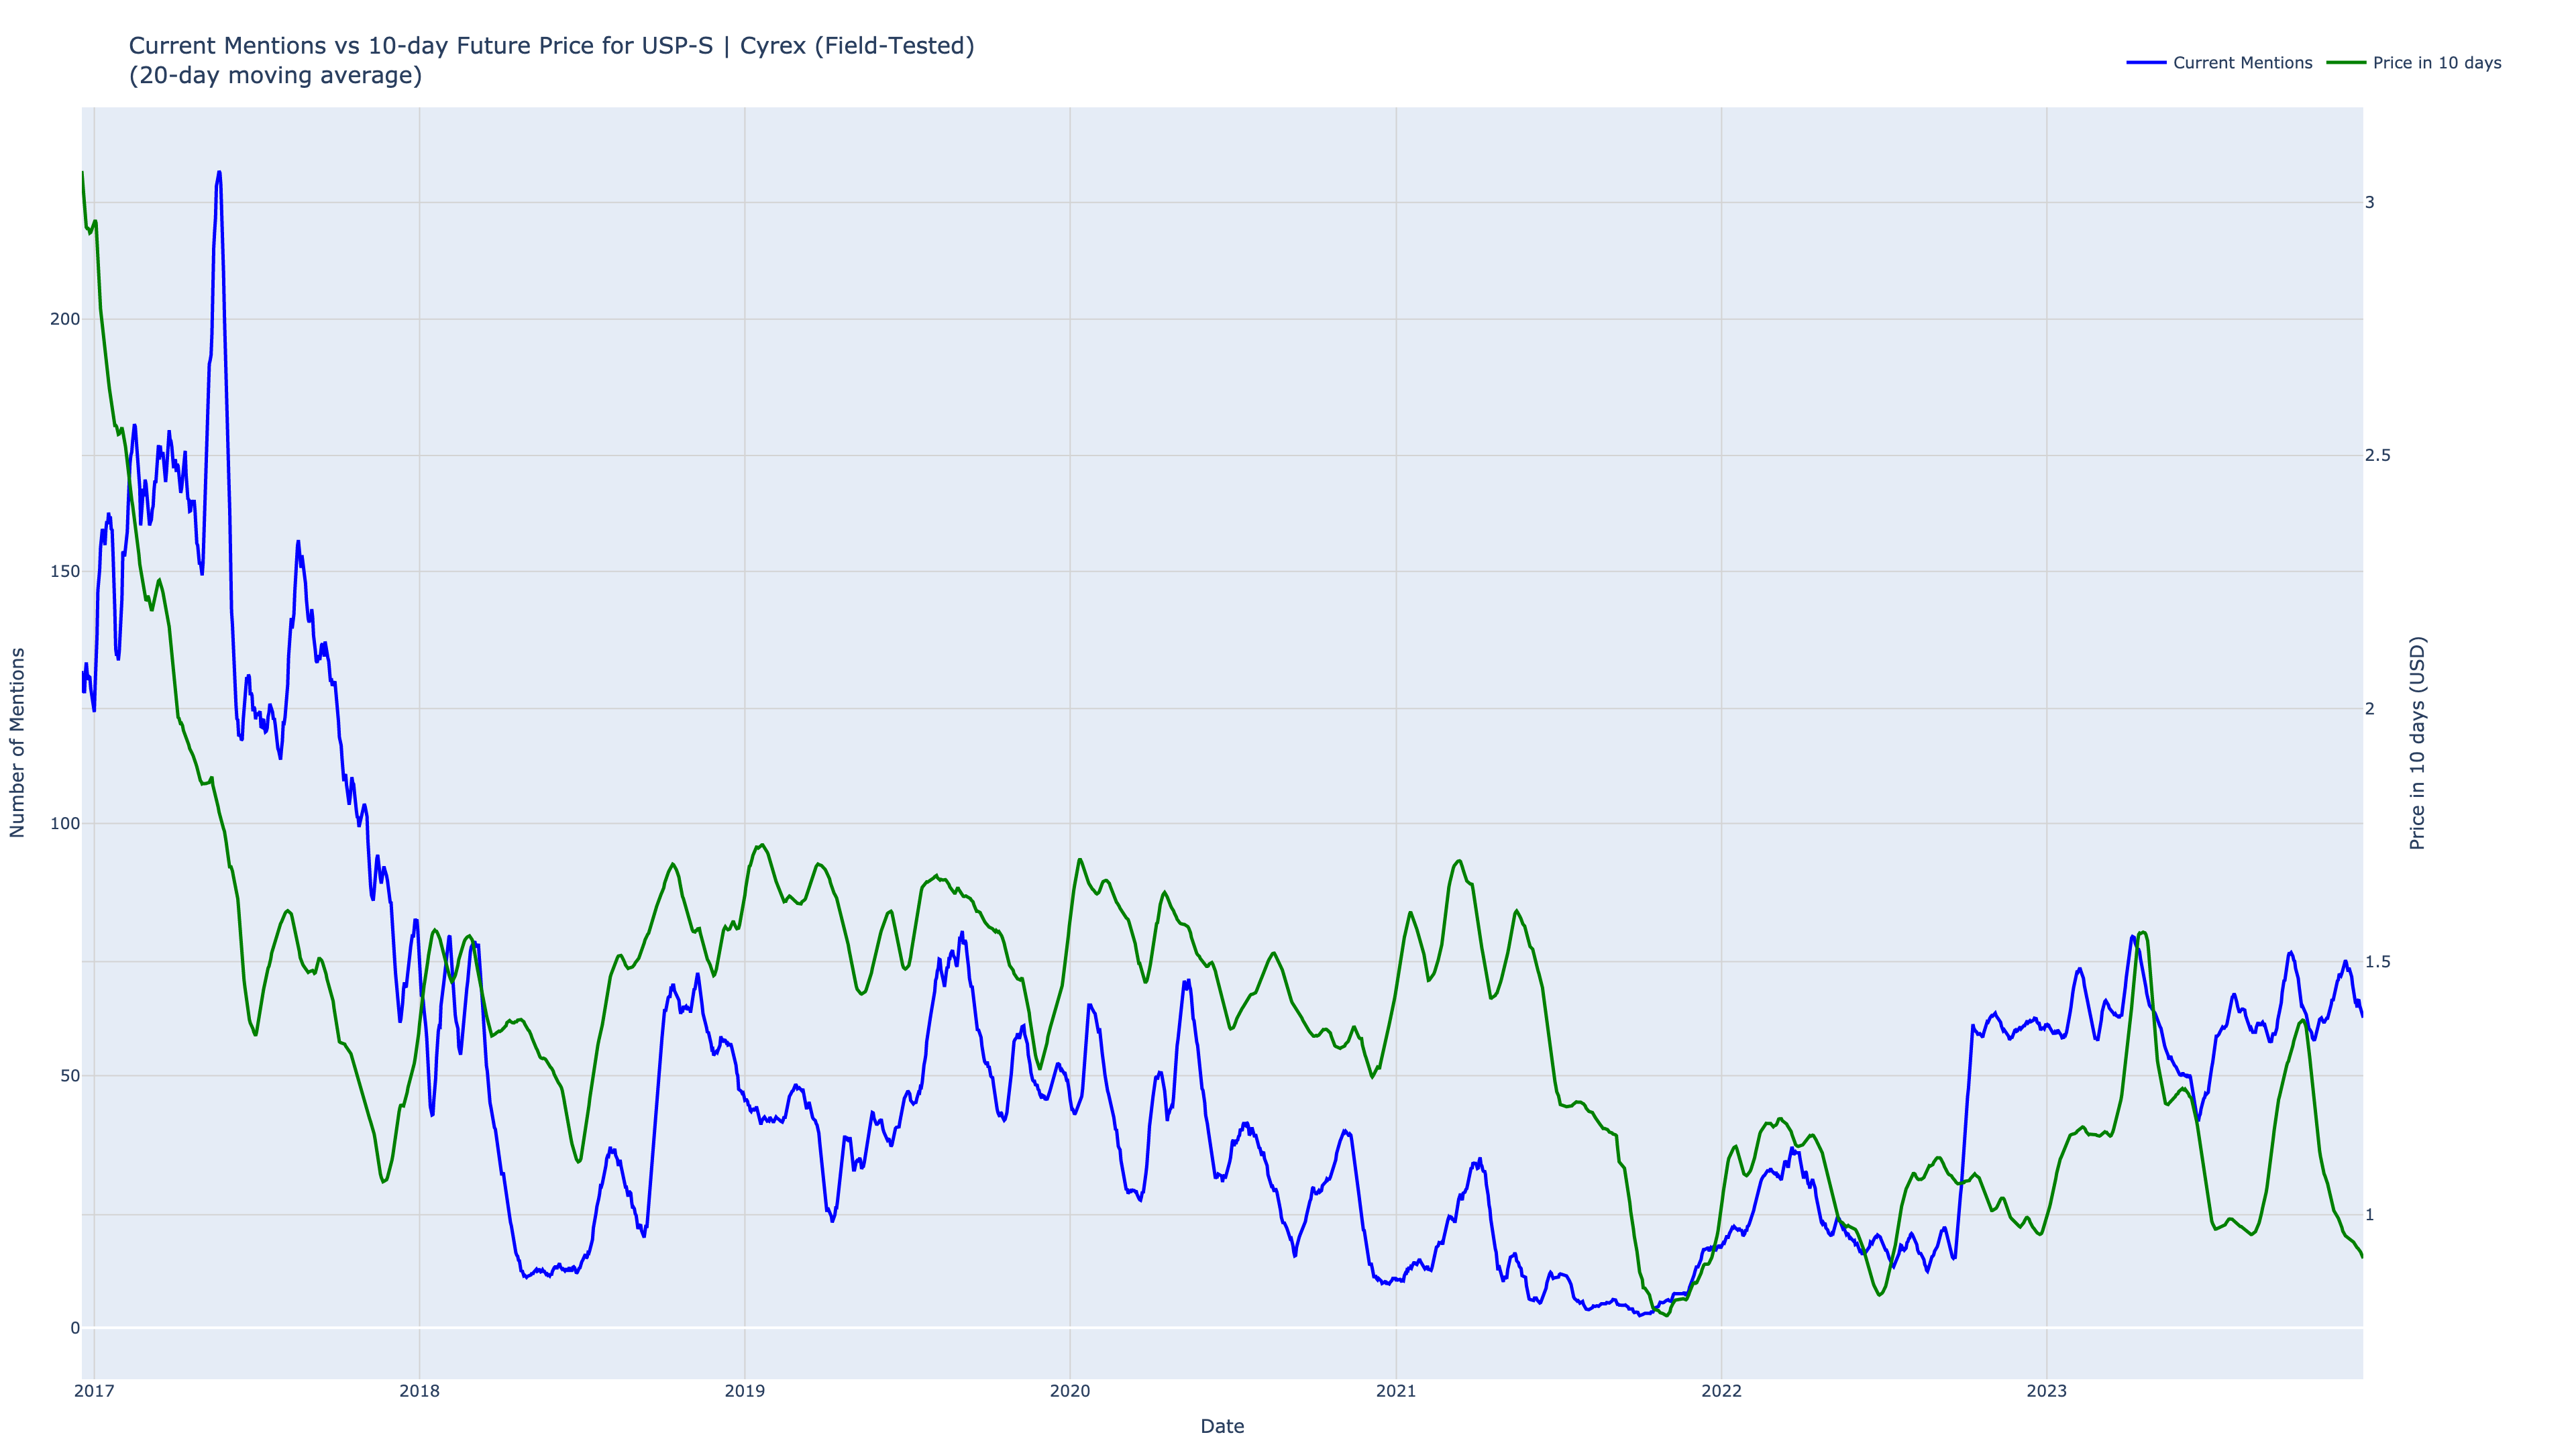 Current Mentions vs 10-day Future Price for USP-S | Cyrex (Field-Tested)
(20-day moving average)
Current Mentions
Price in 10 days
Number of Mentions
200
150
100
50
0
3
2.5
2
1.5
1
Price in 10 days (USD)
2017
2018
2019
2020
2021
2022
2023
Date